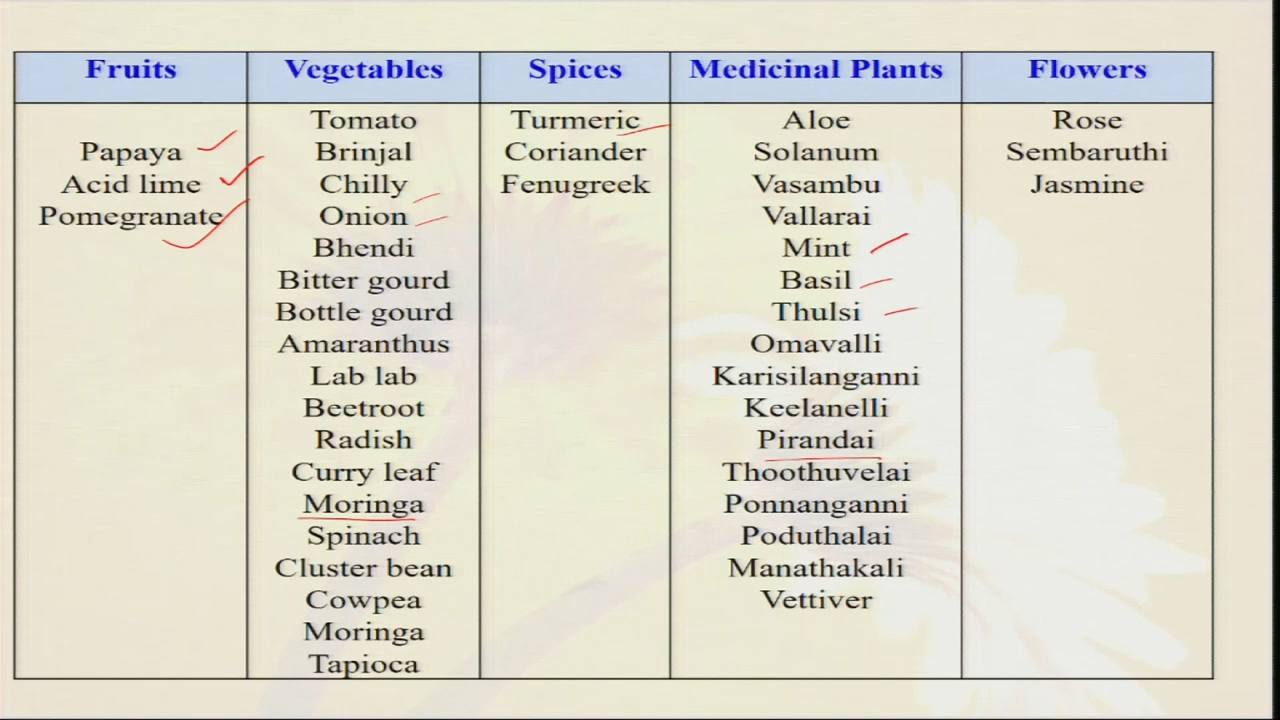 Fruits Vegetables Spices Medicinal Plants Flowers
Tomato Turmeric Aloe Rose
Papaya Brinjal Coriander Solanum Sembaruthi
Acid lime Chilly Fenugreek Vasambu Jasmine
Pomegranate Onion Vallarai
Bhendi Mint
Bitter gourd Basil
Bottle gourd Thulsi
Amaranthus Omavalli
Lab lab Karisilanganni
Beetroot Keelanelli
Radish Pirandai
Curry leaf Thoothuvelai
Moringa Ponnanganni
Spinach Poduthalai
Cluster bean Manathakali
Cowpea Vettiver
Moringa
Tapioca